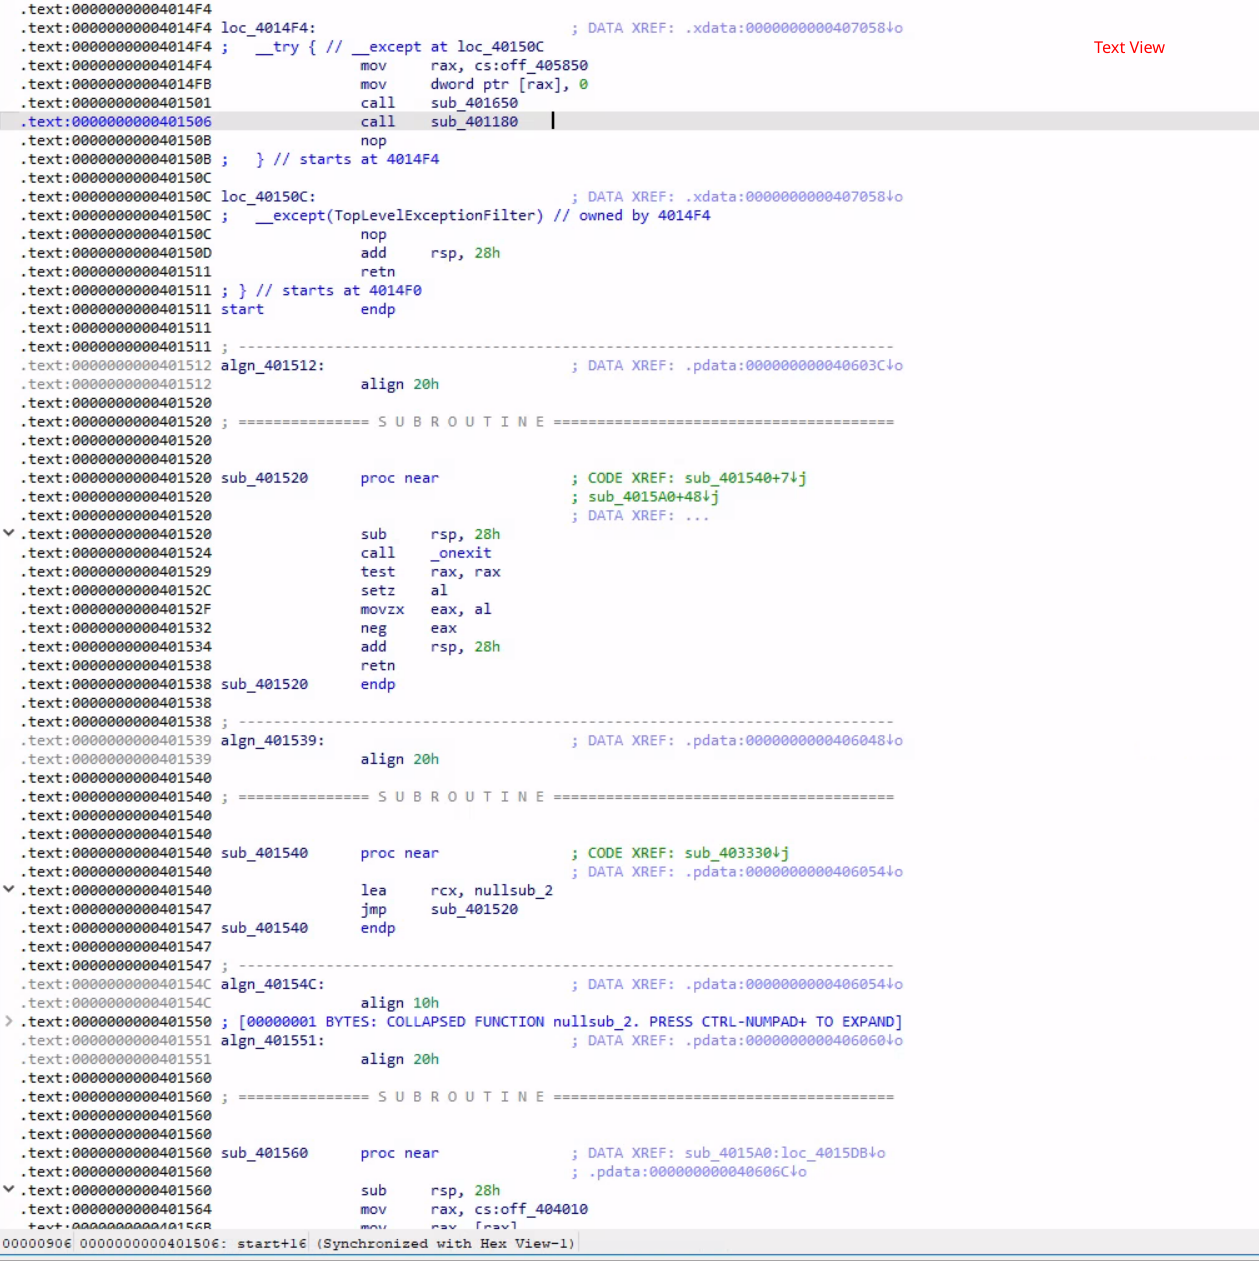 .text:00000000004014F4
.text:00000000004014F4 loc_4014F4: ; DATA XREF: .xdata:0000000000407058↓o
.text:00000000004014F4 ; __try { // __except at loc_40150C
Text View
.text:00000000004014F4 mov rax, cs:off_405850
.text:00000000004014FB mov dword ptr [rax], 0
.text:0000000000401501 call sub_401650
.text:0000000000401506 call sub_401180
.text:000000000040150B nop
.text:000000000040150B ; } // starts at 4014F4
.text:000000000040150C
.text:000000000040150C loc_40150C: ; DATA XREF: .xdata:0000000000407058↓o
.text:000000000040150C ; __except(TopLevelExceptionFilter) // owned by 4014F4
.text:000000000040150C nop
.text:000000000040150D add rsp, 28h
.text:0000000000401511 retn
.text:0000000000401511 ; } // starts at 4014F0
.text:0000000000401511 start endp
.text:0000000000401511
.text:0000000000401511 ; ---------------------------------------------------------------------------
.text:0000000000401512 algn_401512: ; DATA XREF: .pdata:000000000040603C↓o
.text:0000000000401512 align 20h
.text:0000000000401520
.text:0000000000401520 ; =============== S U B R O U T I N E =======================================
.text:0000000000401520
.text:0000000000401520
.text:0000000000401520 sub_401520 proc near ; CODE XREF: sub_401540+7↓j
.text:0000000000401520 ; sub_4015A0+48↓j
.text:0000000000401520 ; DATA XREF: ...
.text:0000000000401520 sub rsp, 28h
.text:0000000000401524 call _onexit
.text:0000000000401529 test rax, rax
.text:000000000040152C setz al
.text:000000000040152F movzx eax, al
.text:0000000000401532 neg eax
.text:0000000000401534 add rsp, 28h
.text:0000000000401538 retn
.text:0000000000401538 sub_401520 endp
.text:0000000000401538
.text:0000000000401538 ; ---------------------------------------------------------------------------
.text:0000000000401539 algn_401539: ; DATA XREF: .pdata:0000000000406048↓o
.text:0000000000401539 align 20h
.text:0000000000401540
.text:0000000000401540 ; =============== S U B R O U T I N E =======================================
.text:0000000000401540
.text:0000000000401540
.text:0000000000401540 sub_401540 proc near ; CODE XREF: sub_403330↓j
.text:0000000000401540 ; DATA XREF: .pdata:0000000000406054↓o
.text:0000000000401540 lea rcx, nullsub_2
.text:0000000000401547 jmp sub_401520
.text:0000000000401547 sub_401540 endp
.text:0000000000401547
.text:0000000000401547 ; ---------------------------------------------------------------------------
.text:000000000040154C algn_40154C: ; DATA XREF: .pdata:0000000000406054↓o
.text:000000000040154C align 10h
.text:0000000000401550 ; [00000001 BYTES: COLLAPSED FUNCTION nullsub_2. PRESS CTRL-NUMPAD+ TO EXPAND]
.text:0000000000401551 algn_401551: ; DATA XREF: .pdata:0000000000406060↓o
.text:0000000000401551 align 20h
.text:0000000000401560
.text:0000000000401560 ; =============== S U B R O U T I N E =======================================
.text:0000000000401560
.text:0000000000401560
.text:0000000000401560 sub_401560 proc near ; DATA XREF: sub_4015A0:loc_4015DB↓o
.text:0000000000401560 ; .pdata:000000000040606C↓o
.text:0000000000401560 sub rsp, 28h
.text:0000000000401564 mov rax, cs:off_404010
.text:000000000040156B mov rax, [rax]
00000906 0000000000401506: start+16 (Synchronized with Hex View-1)